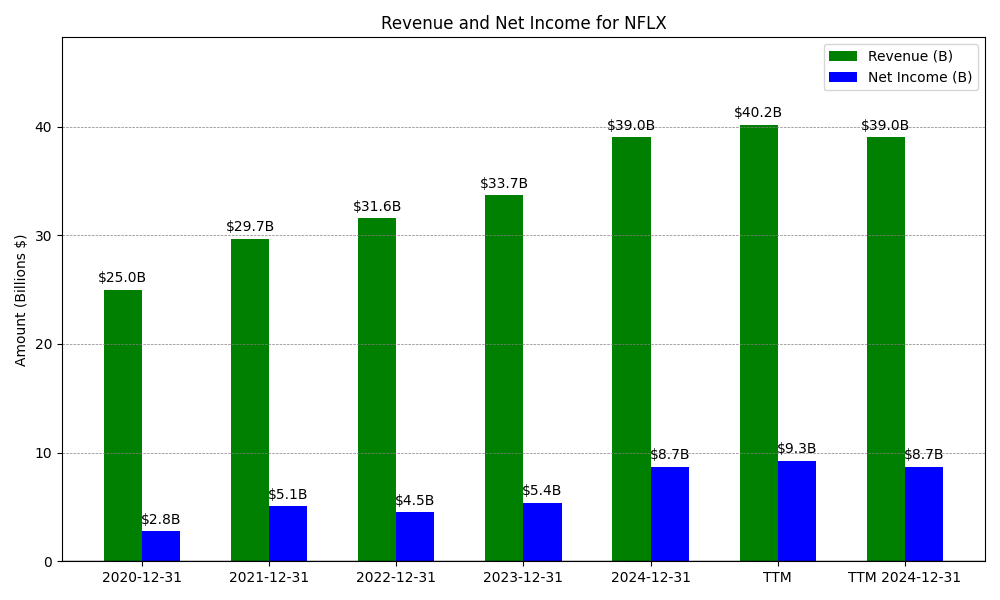 Revenue and Net Income for NFLX
Revenue (B)
Net Income (B)
Amount (Billions $)
40
30
20
10
0
$25.0B
$2.8B
$29.7B
$5.1B
$31.6B
$4.5B
$33.7B
$5.4B
$39.0B
$8.7B
$40.2B
$9.3B
$39.0B
$8.7B
2020-12-31
2021-12-31
2022-12-31
2023-12-31
2024-12-31
TTM
TTM 2024-12-31